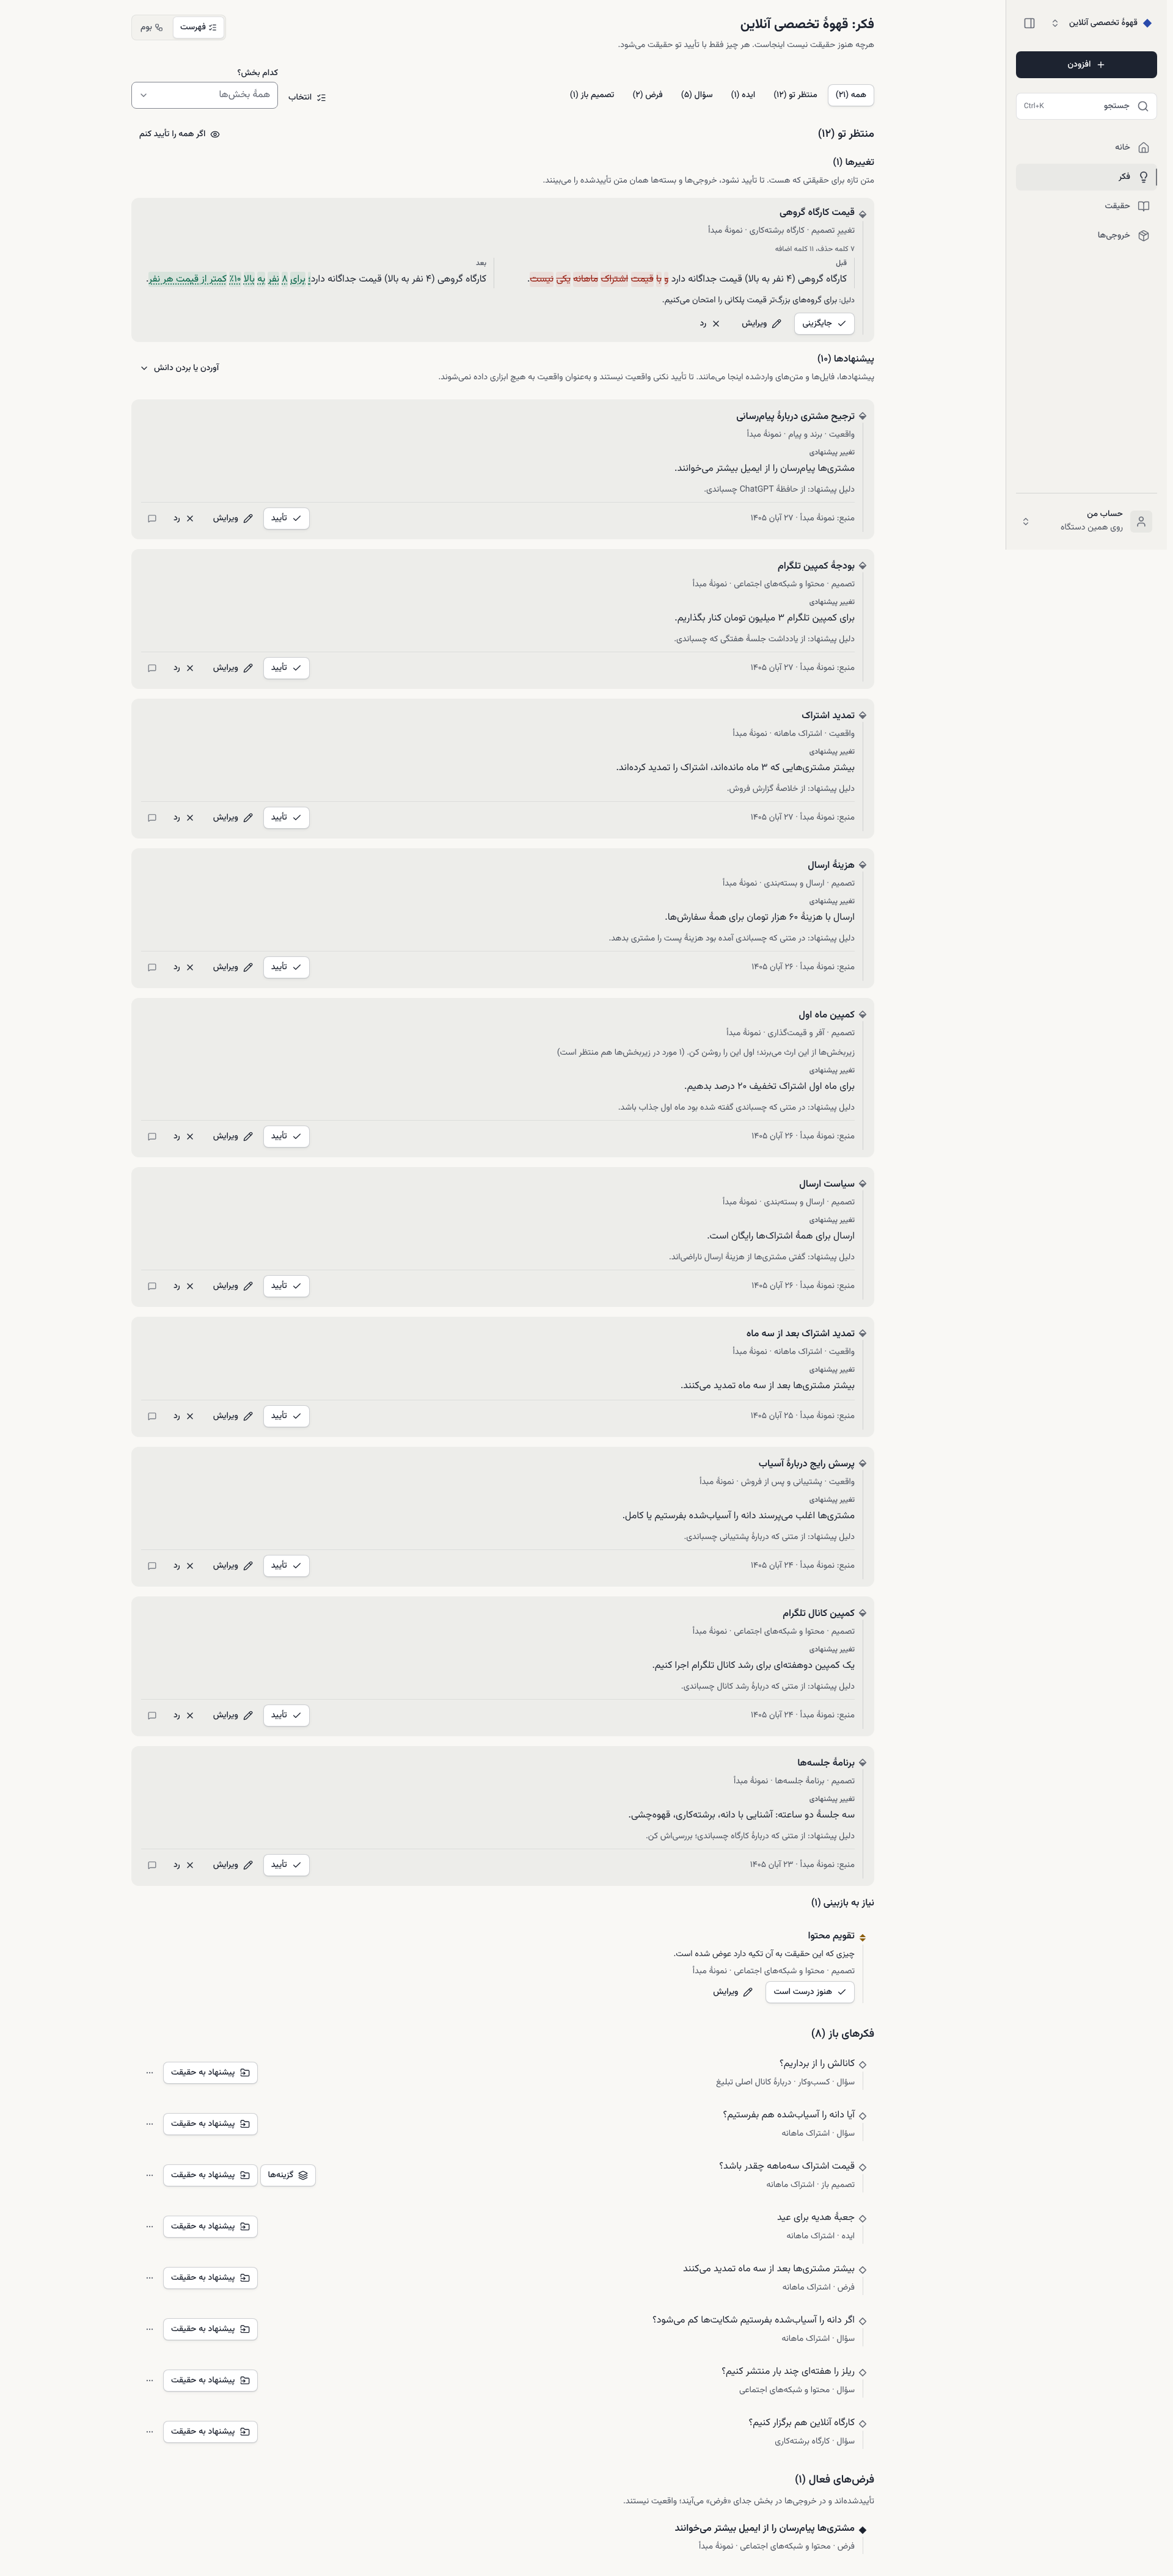 قهوهٔ تخصصی آنلاین
افزودن
جستجو
Ctrl+K
خانه
فکر
حقیقت
خروجی‌ها
حساب من
روی همین دستگاه
فکر: قهوهٔ تخصصی آنلاین
هرچه هنوز حقیقت نیست اینجاست. هر چیز فقط با تأیید تو حقیقت می‌شود.
فهرست
بوم
همه (۲۱)
منتظر تو (۱۲)
ایده (۱)
سؤال (۵)
فرض (۲)
تصمیم باز (۱)
انتخاب
کدام بخش؟
همهٔ بخش‌ها
منتظر تو (۱۲)
اگر همه را تأیید کنم
تغییرها (۱)
متن تازه برای حقیقتی که هست. تا تأیید نشود، خروجی‌ها و بسته‌ها همان متن تأییدشده را می‌بینند.
قیمت کارگاه گروهی
تغییر تصمیم · کارگاه برشته‌کاری · نمونهٔ مبدأ
۷ کلمه حذف، ۱۱ کلمه اضافه
قبل
کارگاه گروهی (۴ نفر به بالا) قیمت جداگانه دارد و با قیمت اشتراک ماهانه یکی نیست.
بعد
کارگاه گروهی (۴ نفر به بالا) قیمت جداگانه دارد؛ برای ۸ نفر به بالا ۱۰٪ کمتر از قیمت هر نفر.
دلیل: برای گروه‌های بزرگ‌تر قیمت پلکانی را امتحان می‌کنیم.
جایگزینی
ویرایش
رد
پیشنهادها (۱۰)
آوردن یا بردن دانش
پیشنهادها، فایل‌ها و متن‌های واردشده اینجا می‌مانند. تا تأیید نکنی واقعیت نیستند و به‌عنوان واقعیت به هیچ ابزاری داده نمی‌شوند.
ترجیح مشتری دربارهٔ پیام‌رسانی
واقعیت · برند و پیام · نمونهٔ مبدأ
تغییر پیشنهادی
مشتری‌ها پیام‌رسان را از ایمیل بیشتر می‌خوانند.
دلیل پیشنهاد: از حافظهٔ ChatGPT چسباندی.
منبع: نمونهٔ مبدأ · ۲۷ آبان ۱۴۰۵
تأیید
ویرایش
رد
بودجهٔ کمپین تلگرام
تصمیم · محتوا و شبکه‌های اجتماعی · نمونهٔ مبدأ
تغییر پیشنهادی
برای کمپین تلگرام ۳ میلیون تومان کنار بگذاریم.
دلیل پیشنهاد: از یادداشت جلسهٔ هفتگی که چسباندی.
منبع: نمونهٔ مبدأ · ۲۷ آبان ۱۴۰۵
تأیید
ویرایش
رد
تمدید اشتراک
واقعیت · اشتراک ماهانه · نمونهٔ مبدأ
تغییر پیشنهادی
بیشتر مشتری‌هایی که ۳ ماه مانده‌اند، اشتراک را تمدید کرده‌اند.
دلیل پیشنهاد: از خلاصهٔ گزارش فروش.
منبع: نمونهٔ مبدأ · ۲۷ آبان ۱۴۰۵
تأیید
ویرایش
رد
هزینهٔ ارسال
تصمیم · ارسال و بسته‌بندی · نمونهٔ مبدأ
تغییر پیشنهادی
ارسال با هزینهٔ ۶۰ هزار تومان برای همهٔ سفارش‌ها.
دلیل پیشنهاد: در متنی که چسباندی آمده بود هزینهٔ پست را مشتری بدهد.
منبع: نمونهٔ مبدأ · ۲۶ آبان ۱۴۰۵
تأیید
ویرایش
رد
کمپین ماه اول
تصمیم · آفر و قیمت‌گذاری · نمونهٔ مبدأ
زیربخش‌ها از این ارث می‌برند؛ اول این را روشن کن. (۱ مورد در زیربخش‌ها هم منتظر است)
تغییر پیشنهادی
برای ماه اول اشتراک تخفیف ۲۰ درصد بدهیم.
دلیل پیشنهاد: در متنی که چسباندی گفته شده بود ماه اول جذاب باشد.
منبع: نمونهٔ مبدأ · ۲۶ آبان ۱۴۰۵
تأیید
ویرایش
رد
سیاست ارسال
تصمیم · ارسال و بسته‌بندی · نمونهٔ مبدأ
تغییر پیشنهادی
ارسال برای همهٔ اشتراک‌ها رایگان است.
دلیل پیشنهاد: گفتی مشتری‌ها از هزینهٔ ارسال ناراضی‌اند.
منبع: نمونهٔ مبدأ · ۲۶ آبان ۱۴۰۵
تأیید
ویرایش
رد
تمدید اشتراک بعد از سه ماه
واقعیت · اشتراک ماهانه · نمونهٔ مبدأ
تغییر پیشنهادی
بیشتر مشتری‌ها بعد از سه ماه تمدید می‌کنند.
منبع: نمونهٔ مبدأ · ۲۵ آبان ۱۴۰۵
تأیید
ویرایش
رد
پرسش رایج دربارهٔ آسیاب
واقعیت · پشتیبانی و پس از فروش · نمونهٔ مبدأ
تغییر پیشنهادی
مشتری‌ها اغلب می‌پرسند دانه را آسیاب‌شده بفرستیم یا کامل.
دلیل پیشنهاد: از متنی که دربارهٔ پشتیبانی چسباندی.
منبع: نمونهٔ مبدأ · ۲۴ آبان ۱۴۰۵
تأیید
ویرایش
رد
کمپین کانال تلگرام
تصمیم · محتوا و شبکه‌های اجتماعی · نمونهٔ مبدأ
تغییر پیشنهادی
یک کمپین دوهفته‌ای برای رشد کانال تلگرام اجرا کنیم.
دلیل پیشنهاد: از متنی که دربارهٔ رشد کانال چسباندی.
منبع: نمونهٔ مبدأ · ۲۴ آبان ۱۴۰۵
تأیید
ویرایش
رد
برنامهٔ جلسه‌ها
تصمیم · برنامهٔ جلسه‌ها · نمونهٔ مبدأ
تغییر پیشنهادی
سه جلسهٔ دو ساعته: آشنایی با دانه، برشته‌کاری، قهوه‌چشی.
دلیل پیشنهاد: از متنی که دربارهٔ کارگاه چسباندی؛ بررسی‌اش کن.
منبع: نمونهٔ مبدأ · ۲۳ آبان ۱۴۰۵
تأیید
ویرایش
رد
نیاز به بازبینی (۱)
تقویم محتوا
چیزی که این حقیقت به آن تکیه دارد عوض شده است.
تصمیم · محتوا و شبکه‌های اجتماعی · نمونهٔ مبدأ
هنوز درست است
ویرایش
فکرهای باز (۸)
کانالش را از برداریم؟
سؤال · کسب‌وکار · دربارهٔ کانال اصلی تبلیغ
پیشنهاد به حقیقت
آیا دانه را آسیاب‌شده هم بفرستیم؟
سؤال · اشتراک ماهانه
پیشنهاد به حقیقت
قیمت اشتراک سه‌ماهه چقدر باشد؟
تصمیم باز · اشتراک ماهانه
گزینه‌ها
پیشنهاد به حقیقت
جعبهٔ هدیه برای عید
ایده · اشتراک ماهانه
پیشنهاد به حقیقت
بیشتر مشتری‌ها بعد از سه ماه تمدید می‌کنند
فرض · اشتراک ماهانه
پیشنهاد به حقیقت
اگر دانه را آسیاب‌شده بفرستیم شکایت‌ها کم می‌شود؟
سؤال · اشتراک ماهانه
پیشنهاد به حقیقت
ریلز را هفته‌ای چند بار منتشر کنیم؟
سؤال · محتوا و شبکه‌های اجتماعی
پیشنهاد به حقیقت
کارگاه آنلاین هم برگزار کنیم؟
سؤال · کارگاه برشته‌کاری
پیشنهاد به حقیقت
فرض‌های فعال (۱)
تأییدشده‌اند و در خروجی‌ها در بخش جدای «فرض» می‌آیند؛ واقعیت نیستند.
مشتری‌ها پیام‌رسان را از ایمیل بیشتر می‌خوانند
فرض · محتوا و شبکه‌های اجتماعی · نمونهٔ مبدأ